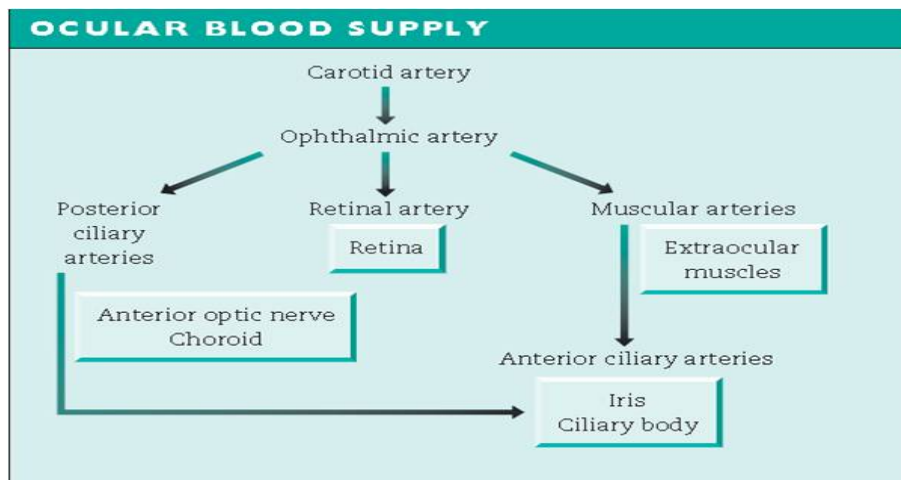 OCULAR BLOOD SUPPLY
Carotid artery
Ophthalmic artery
Posterior
ciliary
arteries
Retinal artery
Retina
Muscular arteries
Extraocular
muscles
Anterior optic nerve
Choroid
Anterior ciliary arteries
Iris
Ciliary body